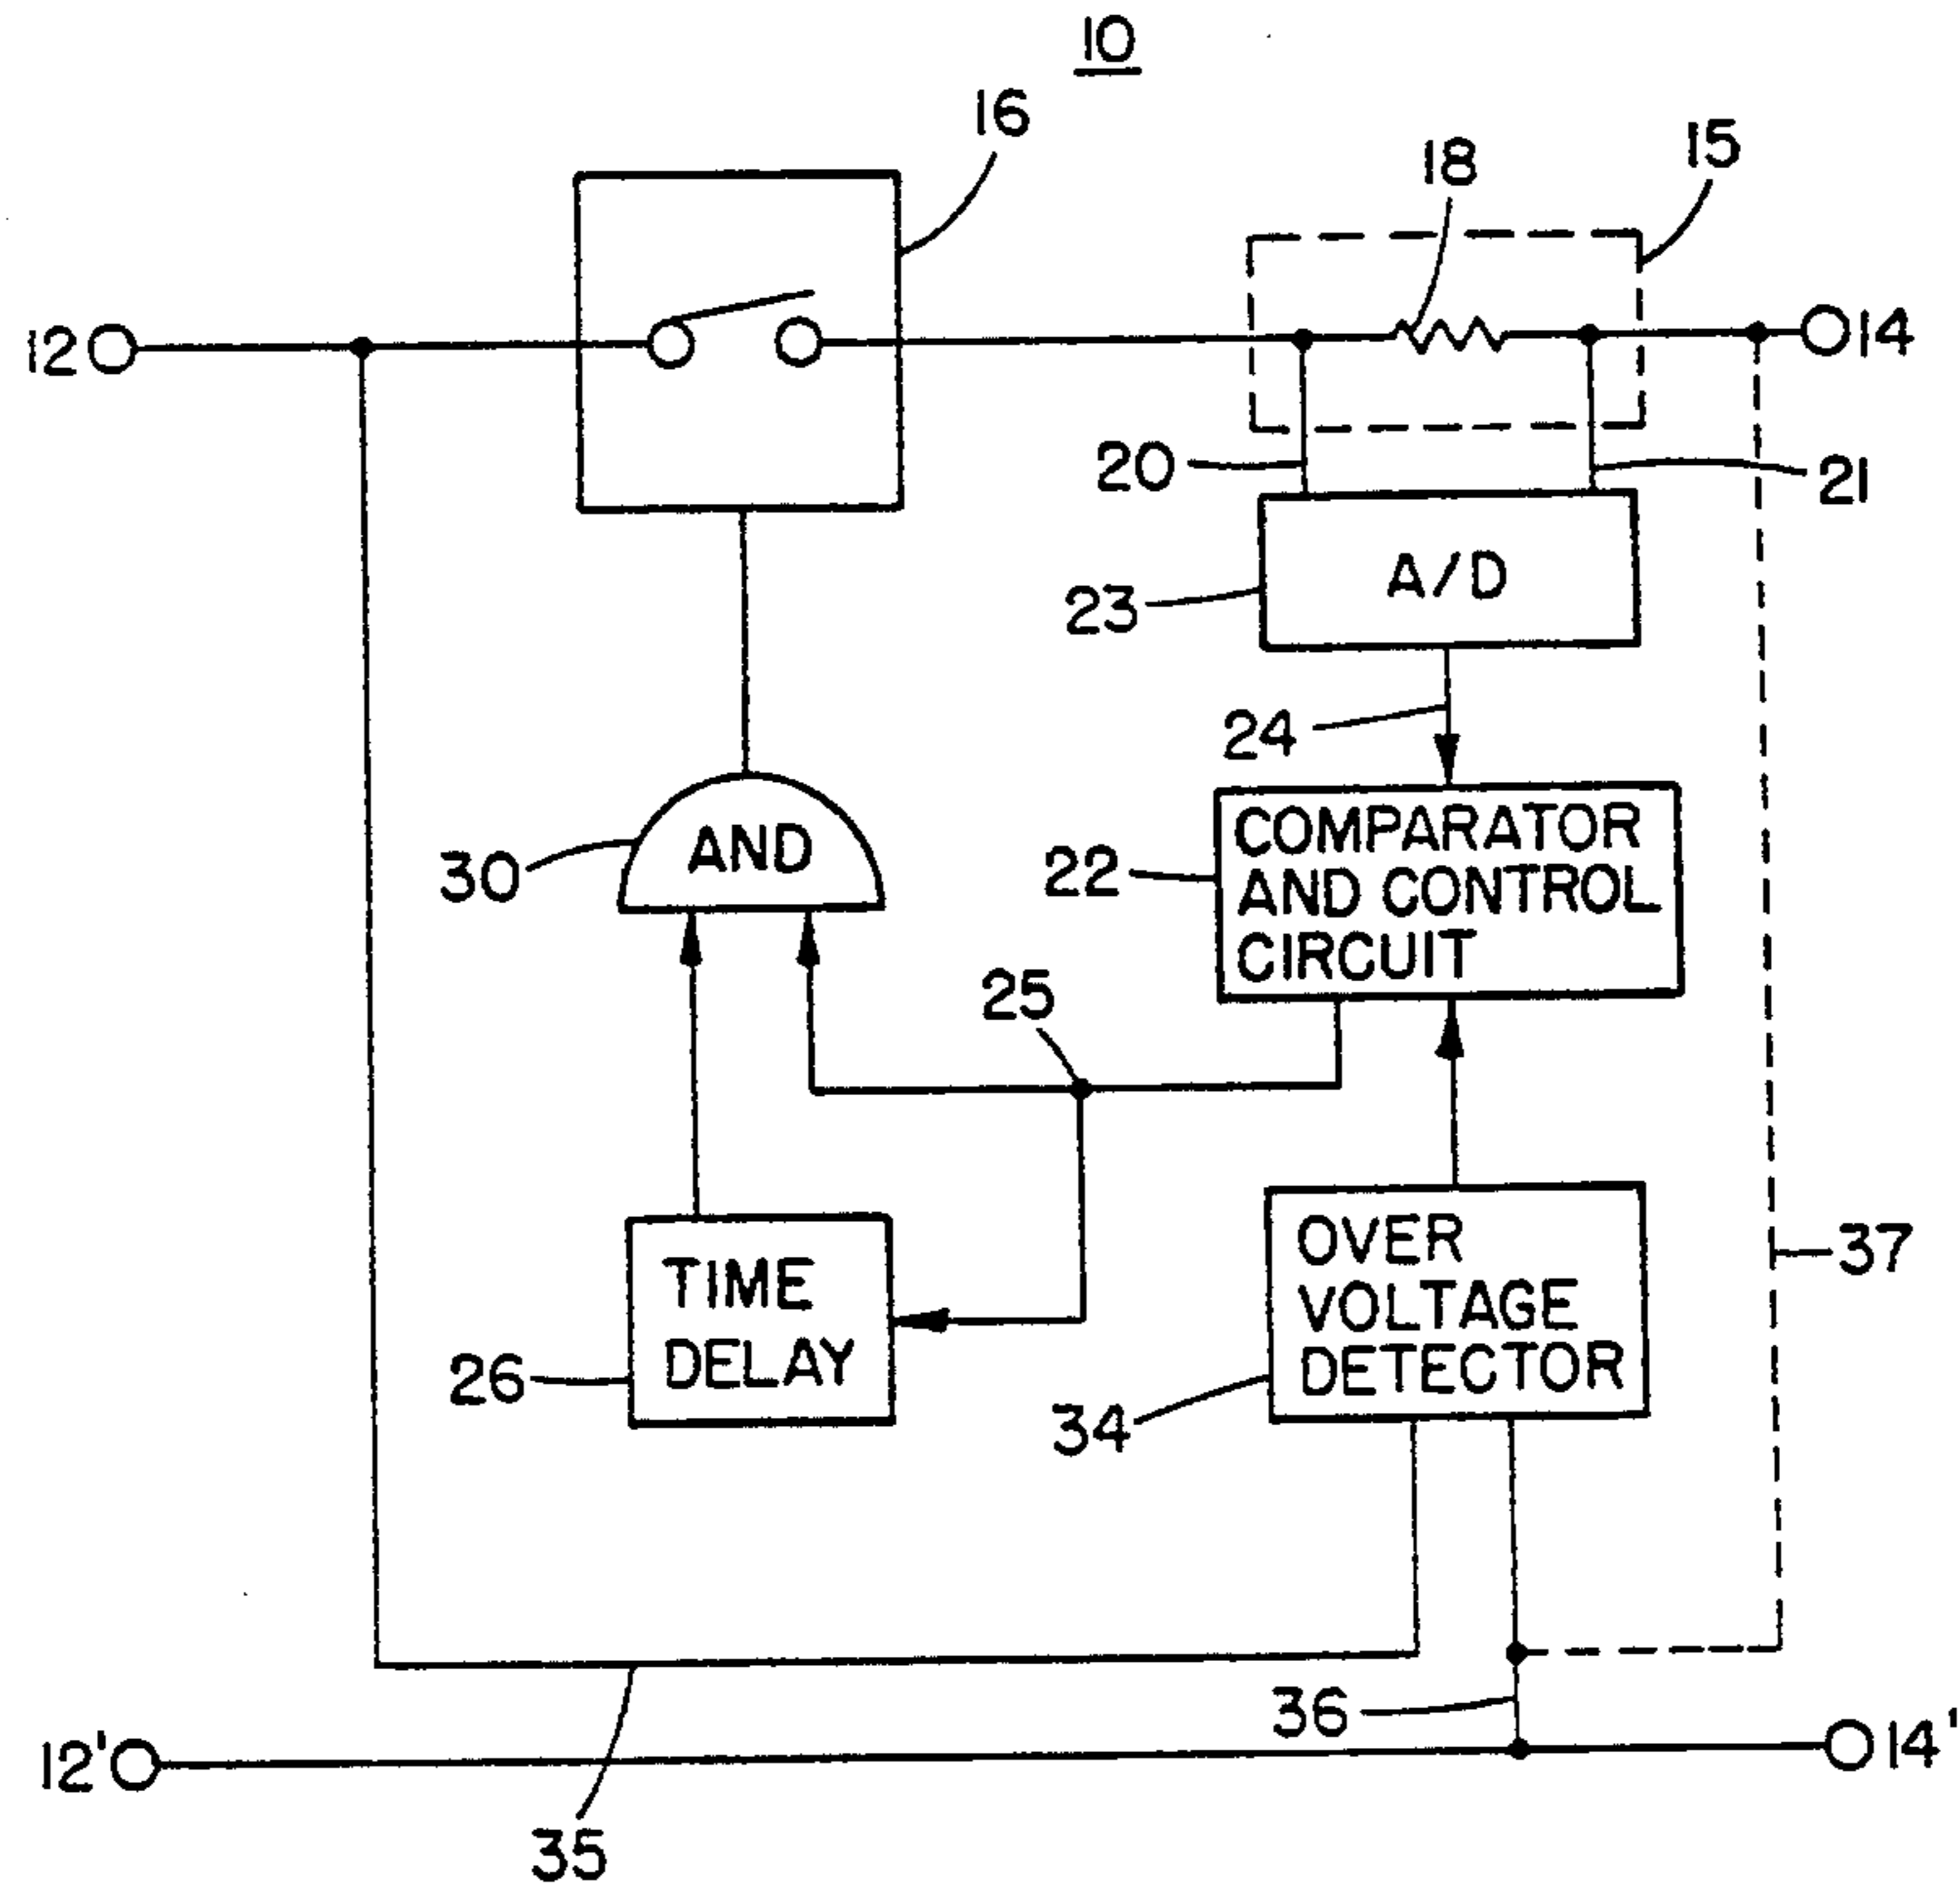 10
16
15
18
12
14
20
21
A/D
23
24
COMPARATOR
AND CONTROL
CIRCUIT
22
AND
30
25
OVER
VOLTAGE
DETECTOR
37
TIME
DELAY
26
34
36
12'
14'
35